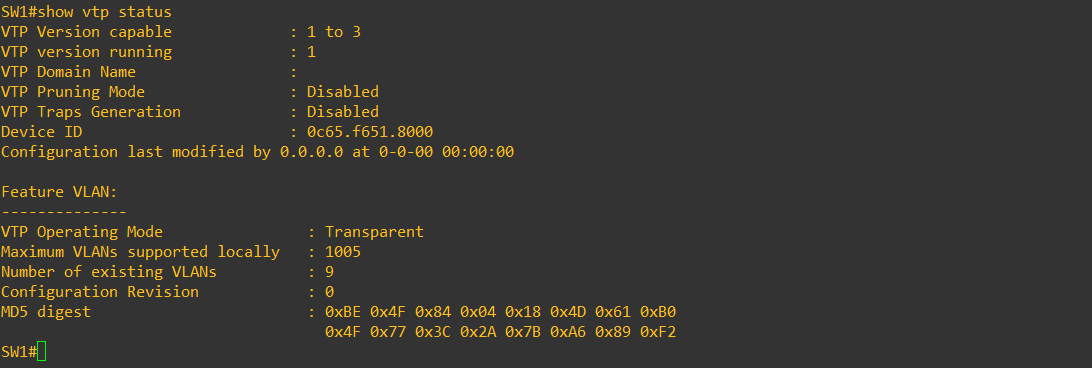 SW1#show vtp status
VTP Version capable             : 1 to 3
VTP version running             : 1
VTP Domain Name                 :
VTP Pruning Mode                : Disabled
VTP Traps Generation            : Disabled
Device ID                       : 0c65.f651.8000
Configuration last modified by 0.0.0.0 at 0-0-00 00:00:00

Feature VLAN:
--------------
VTP Operating Mode                : Transparent
Maximum VLANs supported locally   : 1005
Number of existing VLANs          : 9
Configuration Revision            : 0
MD5 digest                        : 0xBE 0x4F 0x84 0x04 0x18 0x4D 0x61 0xB0
                                    0x4F 0x77 0x3C 0x2A 0x7B 0xA6 0x89 0xF2
SW1#